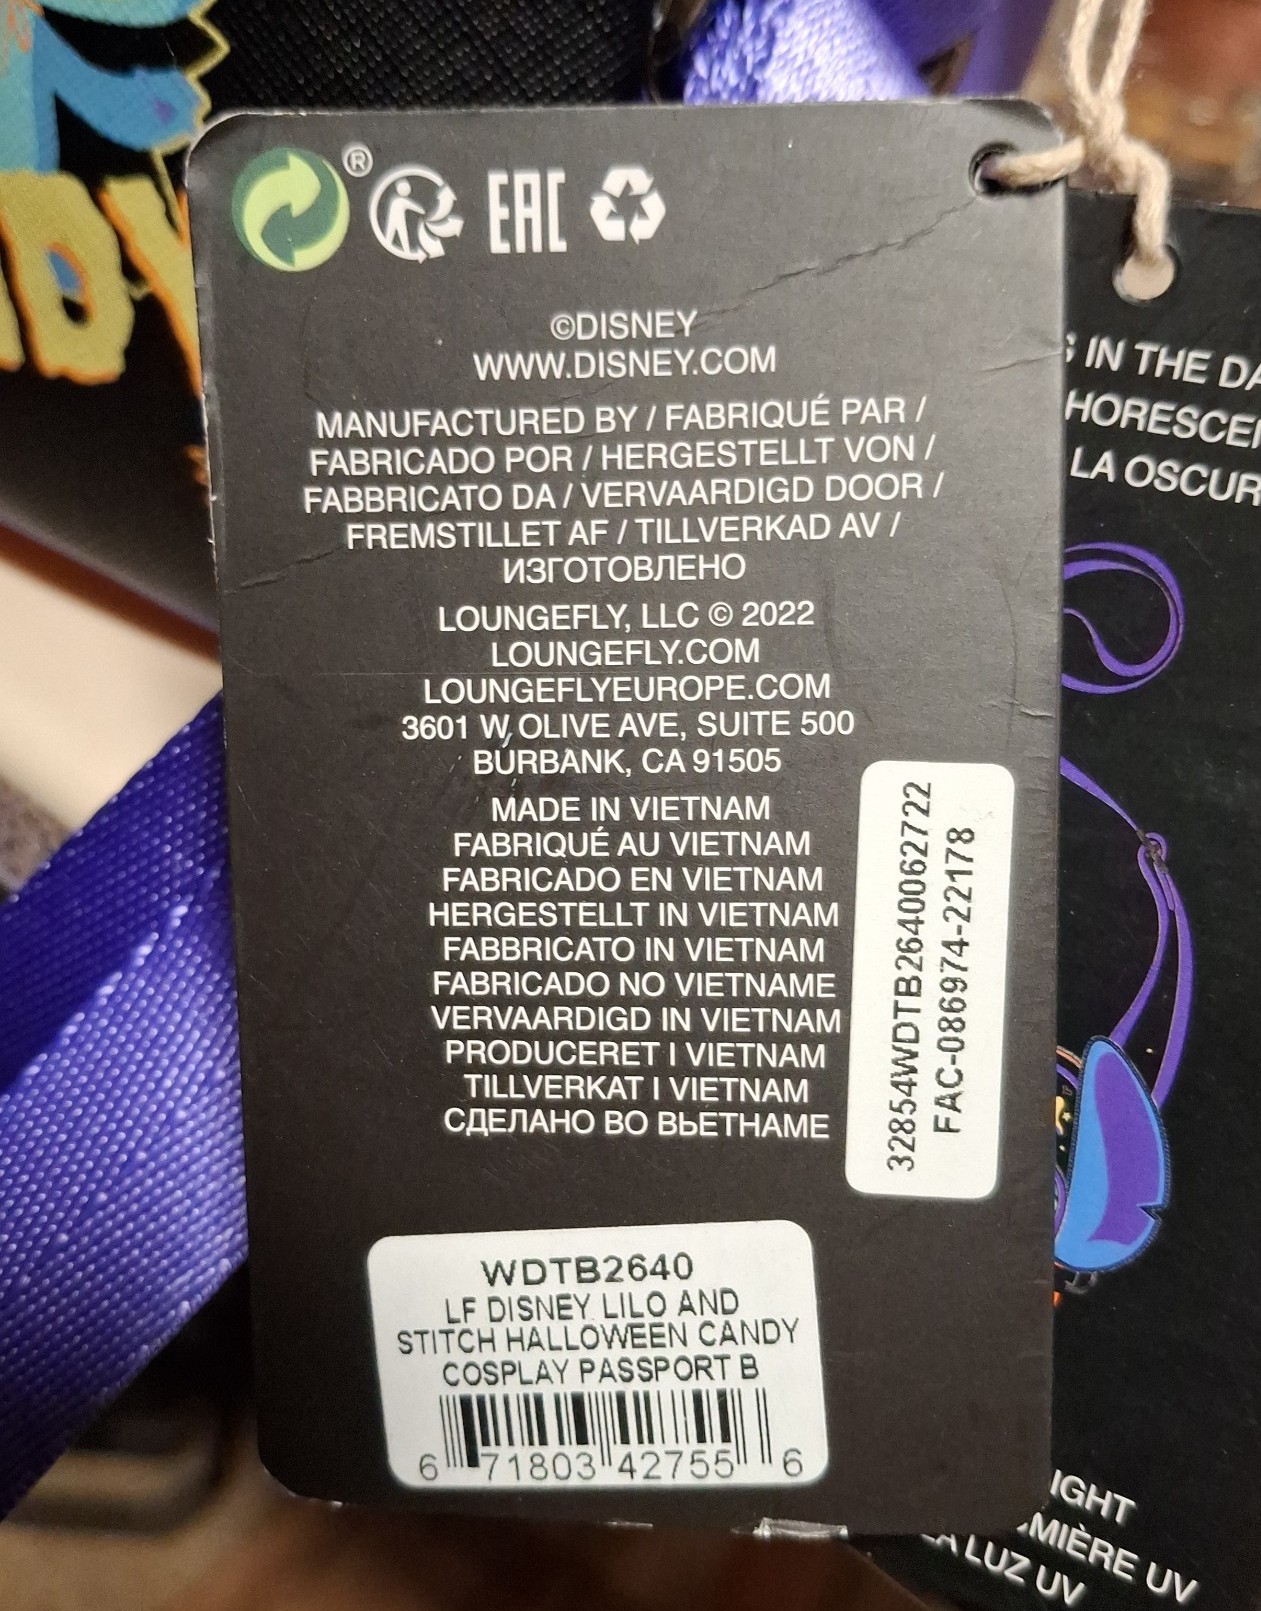 DY
®
EAC
©DISNEY
WWW.DISNEY.COM
MANUFACTURED BY / FABRIQUÉ PAR /
FABRICADO POR / HERGESTELLT VON /
FABBRICATO DA / VERVAARDIGD DOOR /
FREMSTILLET AF / TILLVERKAD AV /
ИЗГОТОВЛЕНО
LOUNGEFLY, LLC © 2022
LOUNGEFLY.COM
LOUNGEFLYEUROPE.COM
3601 W, OLIVE AVE, SUITE 500
BURBANK, CA 91505
MADE IN VIETNAM
FABRIQUÉ AU VIETNAM
FABRICADO EN VIETNAM
HERGESTELLT IN VIETNAM
FABBRICATO IN VIETNAM
FABRICADO NO VIETNAME
VERVAARDIGD IN VIETNAM
PRODUCERET I VIETNAM
TILLVERKAT I VIETNAM
СДЕЛАНО ВО ВЬЕТНАМЕ
32854WDTB264006272​2
FAC-086974-22178
WDTB2640
LF DISNEY LILO AND
STITCH HALLOWEEN CANDY
COSPLAY PASSPORT B
6 71803 42755 6
IN THE DA
HORESCE
LA OSCUR
IGHT
MIÈRE UV
LA LUZ UV